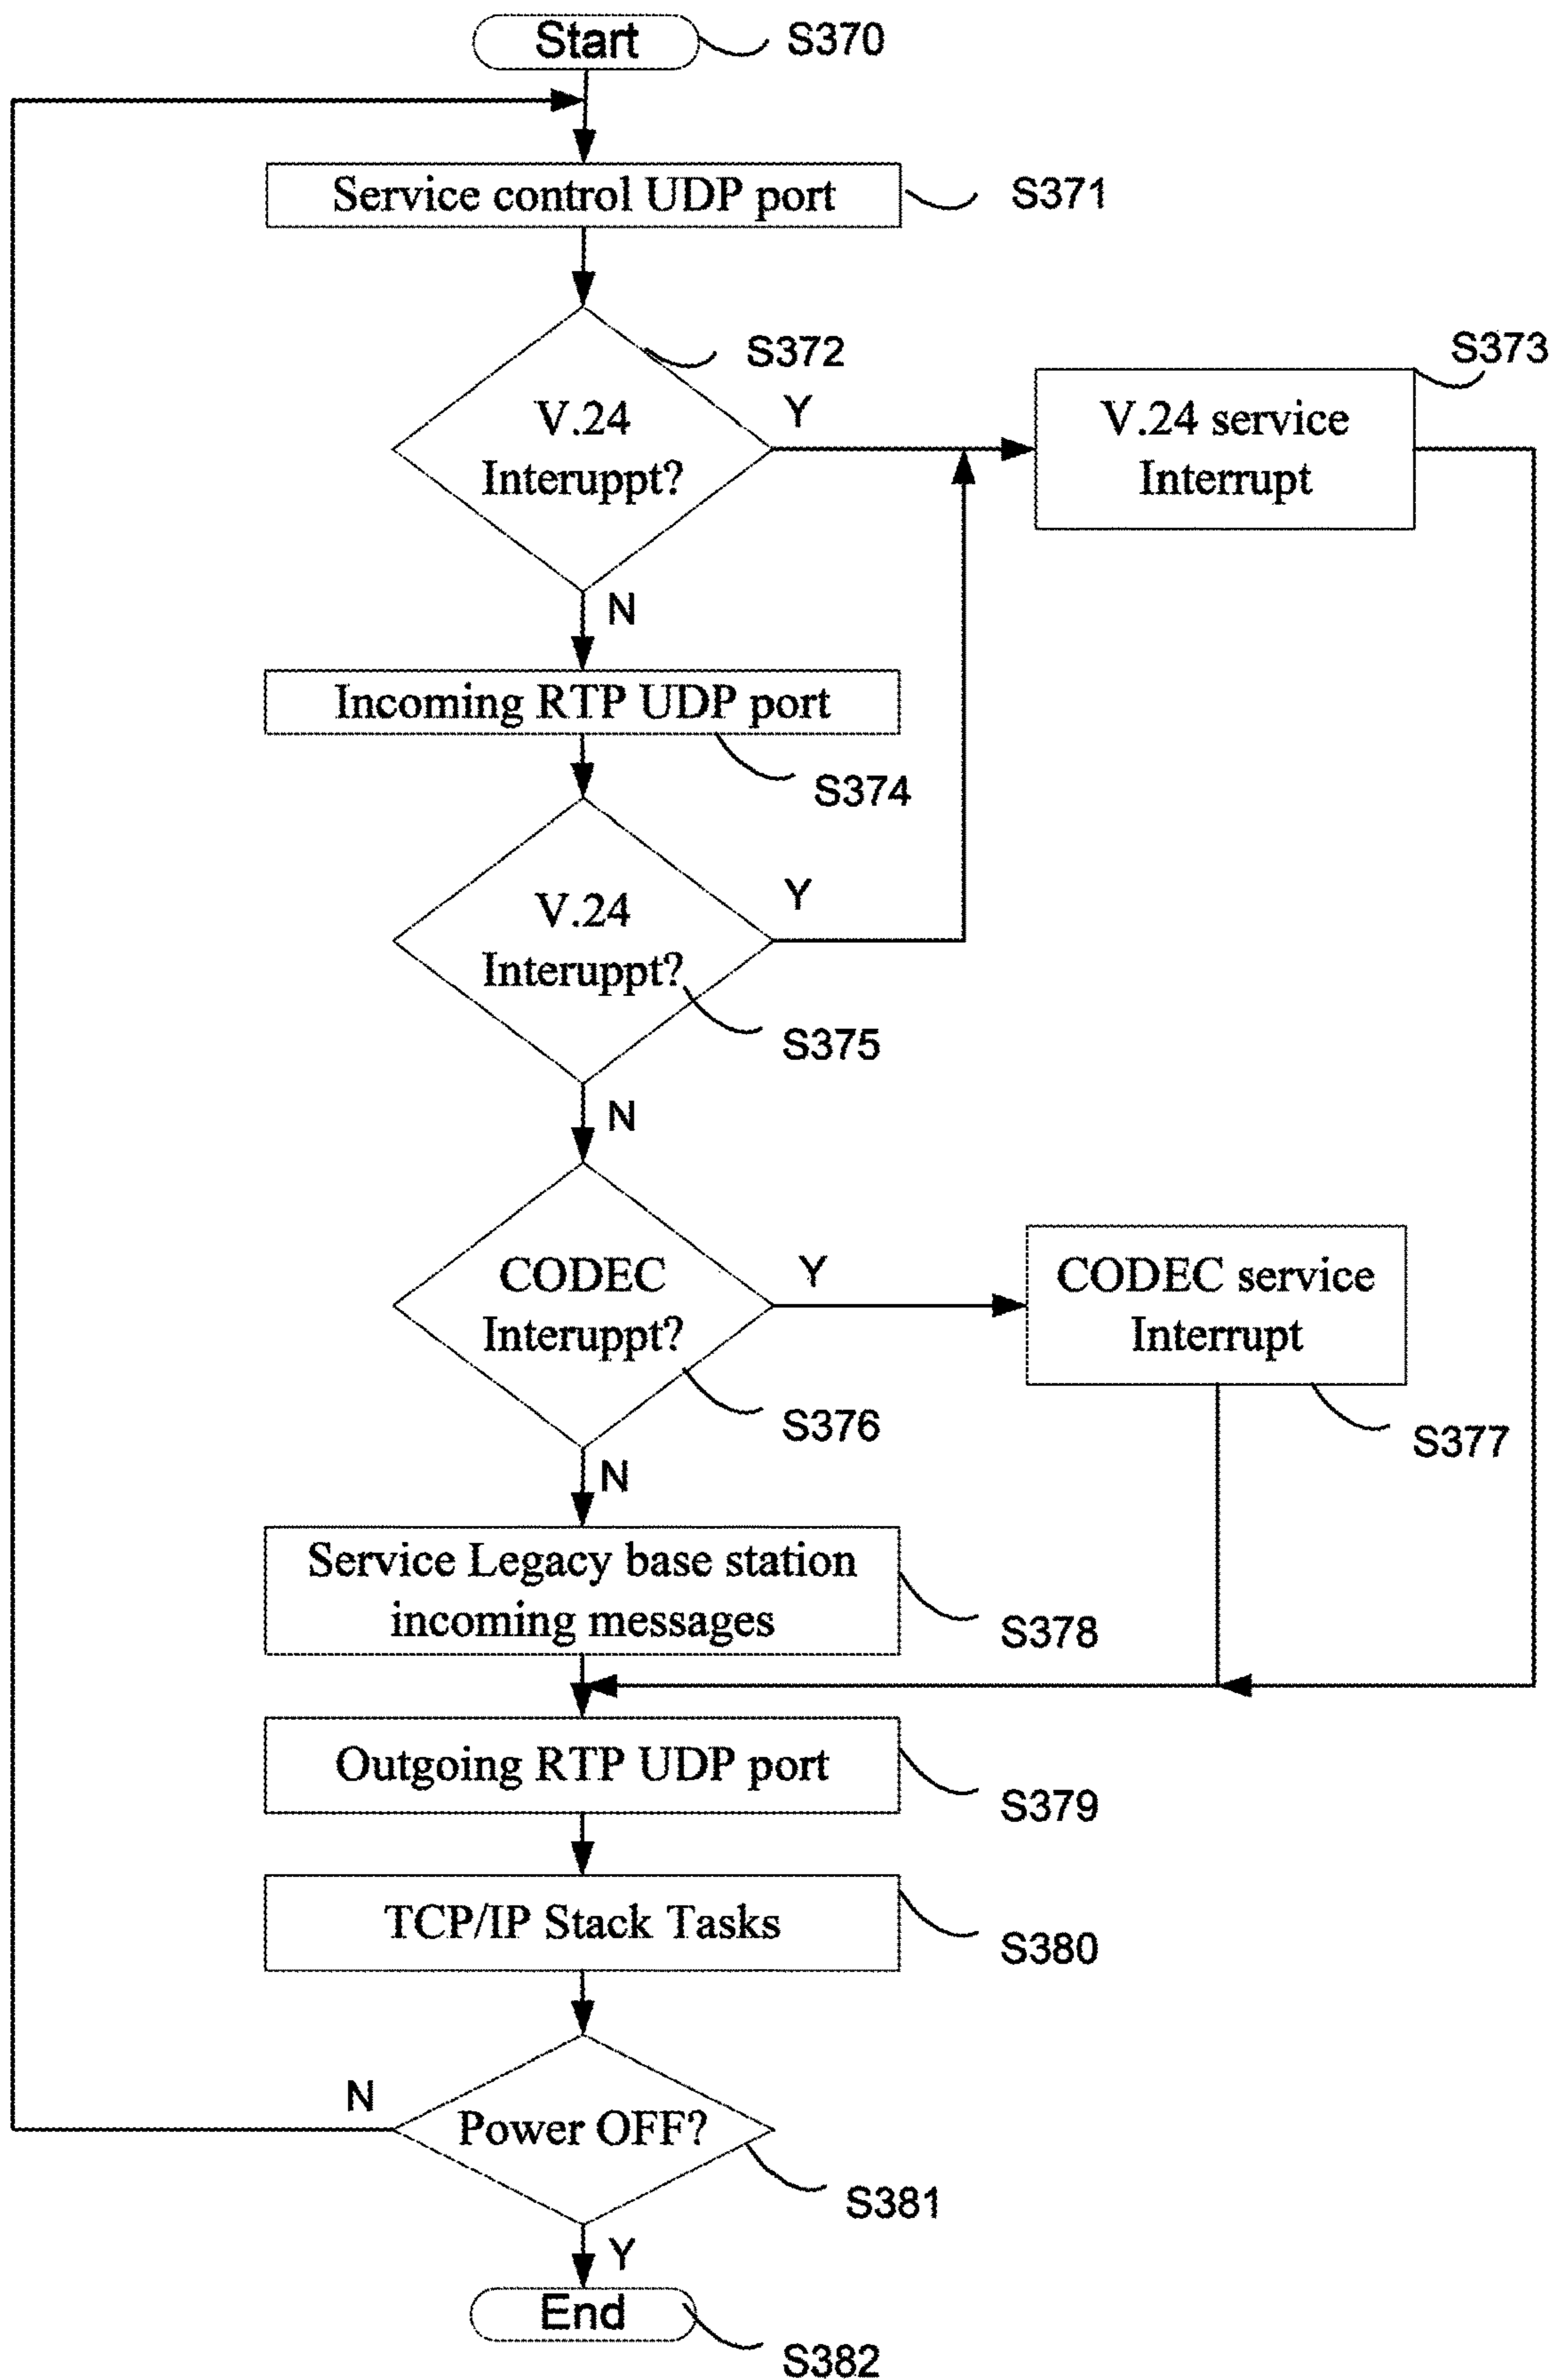 Start
S370
Service control UDP port
S371
S372
S373
V.24
Interuppt?
Y
V.24 service
Interrupt
N
Incoming RTP UDP port
S374
V.24
Interuppt?
Y
S375
N
CODEC
Interuppt?
Y
CODEC service
Interrupt
S376
S377
N
Service Legacy base station
incoming messages
S378
Outgoing RTP UDP port
S379
TCP/IP Stack Tasks
S380
N
Power OFF?
S381
Y
End
S382